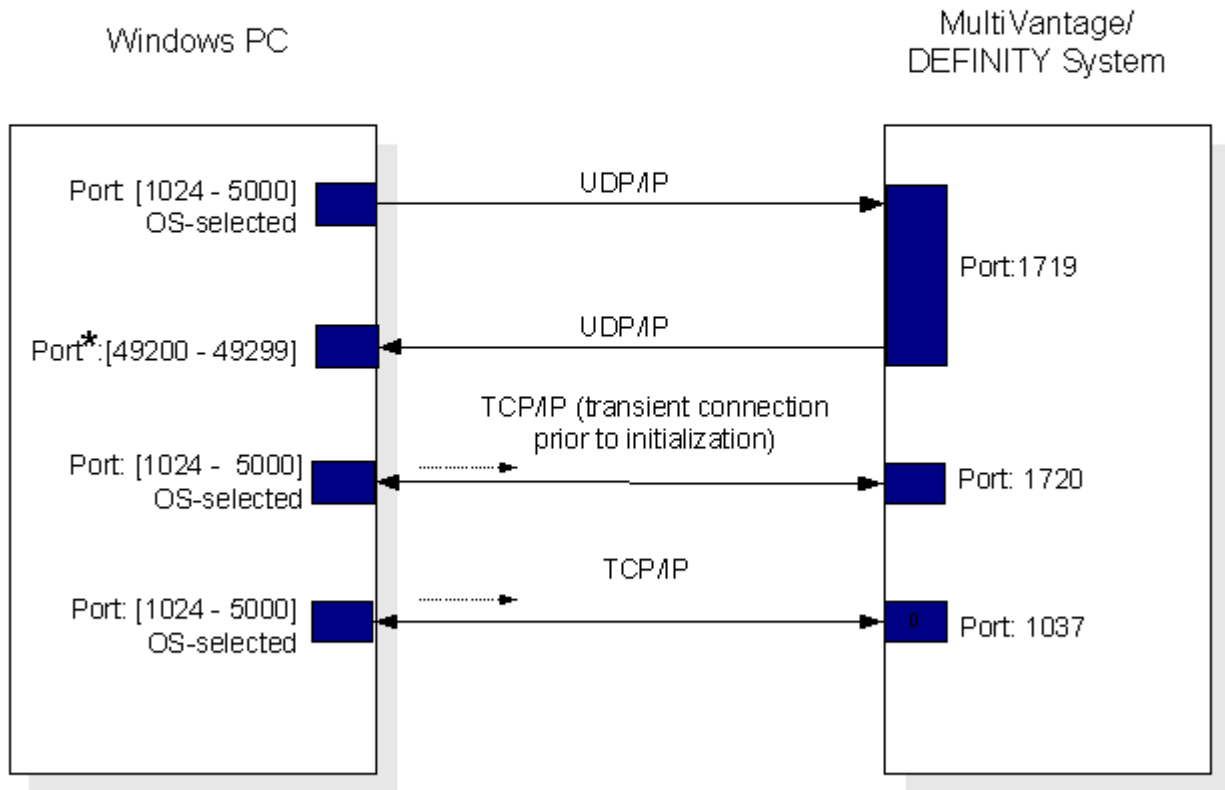 Windows PC
MultiVantage/
DEFINITY System
Port: [1024 - 5000]
OS-selected
UDP/IP
Port:1719
Port*:[49200 - 49299]
UDP/IP
TCP/IP (transient connection
prior to initialization)
Port: [1024 - 5000]
OS-selected
Port: 1720
TCP/IP
Port: [1024 - 5000]
OS-selected
0
Port: 1037